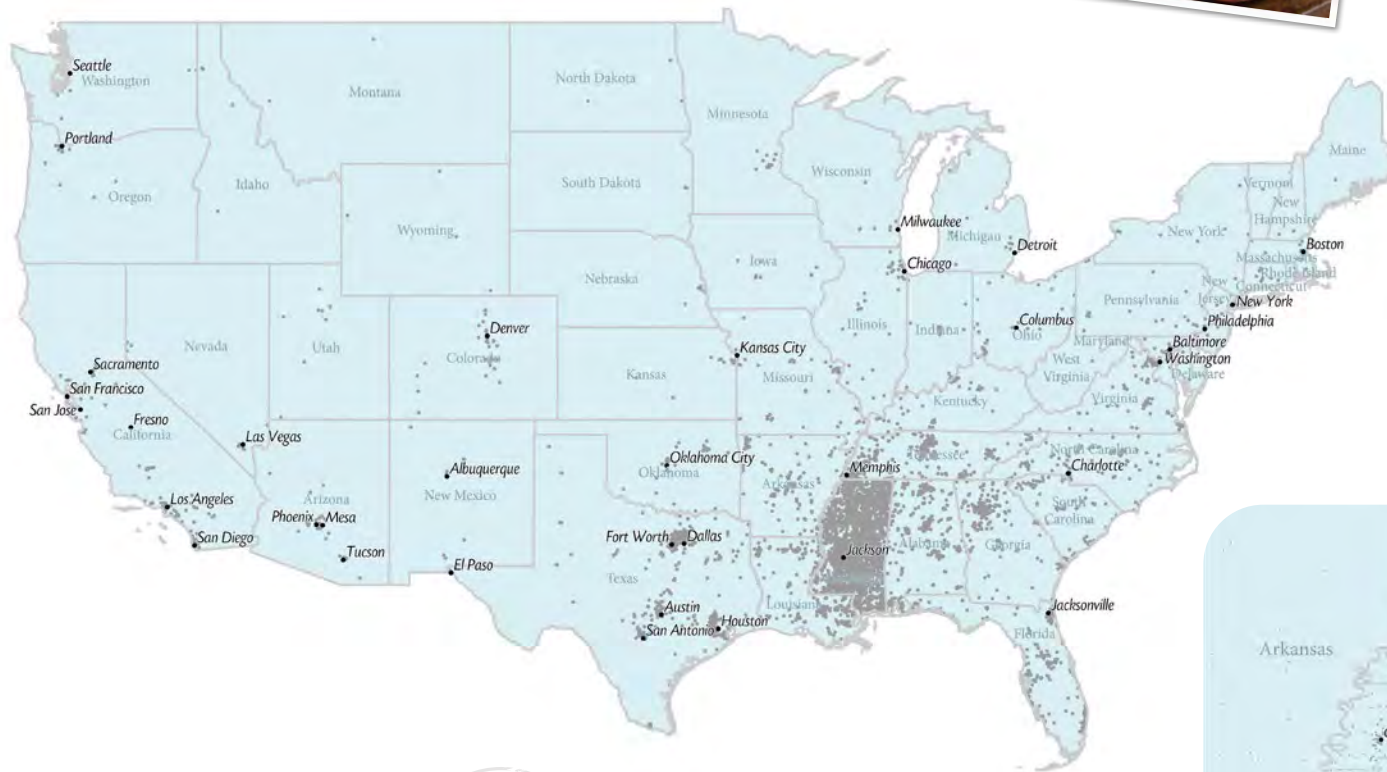 Seattle
Washington
Portland
Oregon
Idaho
Montana
North Dakota
Minnesota
South Dakota
Wyoming
Wisconsin
Milwaukee
Michigan
Detroit
Chicago
Iowa
Nebraska
Maine
Vermont
New
Hampshire
New York
Boston
Massachusetts
Rhode Island
Connecticut
New
Jersey
New York
Pennsylvania
Philadelphia
Baltimore
Maryland
Washington
Delaware
Columbus
Ohio
Indiana
Illinois
West
Virginia
Virginia
Kentucky
Kansas City
Missouri
Kansas
Denver
Colorado
Utah
Nevada
Sacramento
San Francisco
San Jose
Fresno
California
Las Vegas
Los Angeles
San Diego
Arizona
Phoenix
Mesa
Tucson
Albuquerque
New Mexico
El Paso
Oklahoma City
Oklahoma
Arkansas
Memphis
Tennessee
North Carolina
Charlotte
South
Carolina
Georgia
Alabama
Jackson
Fort Worth
Dallas
Texas
Austin
San Antonio
Houston
Louisiana
Jacksonville
Florida
Arkansas